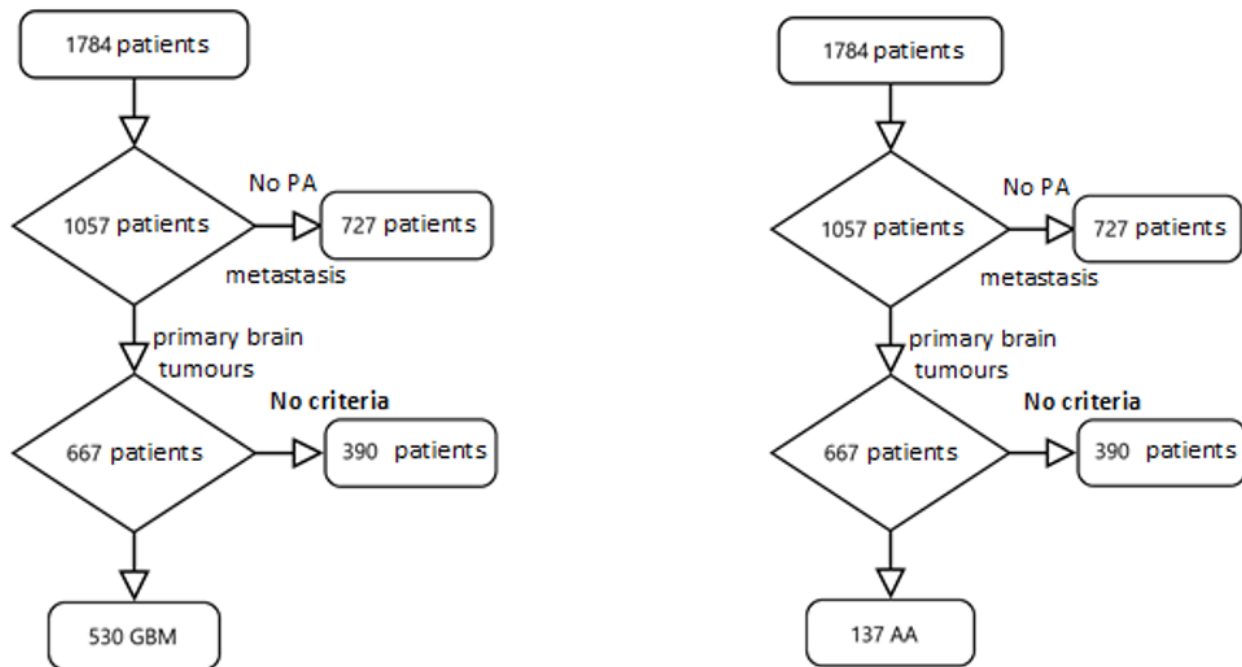 1784 patients
No PA
1057 patients
727 patients
metastasis
primary brain
tumours
No criteria
667 patients
390 patients
530 GBM
1784 patients
No PA
1057 patients
727 patients
metastasis
primary brain
tumours
No criteria
667 patients
390 patients
137 AA